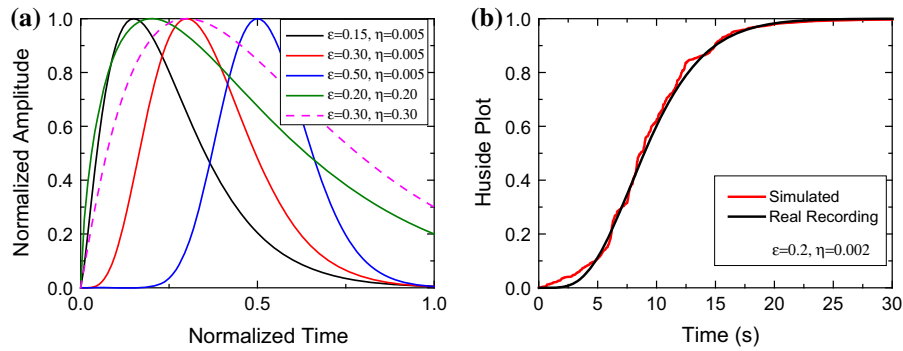 (a)
Normalized Amplitude
1.0
0.8
0.6
0.4
0.2
0.0
0.0 0.5 1.0
Normalized Time
ε=0.15, η=0.005
ε=0.30, η=0.005
ε=0.50, η=0.005
ε=0.20, η=0.20
ε=0.30, η=0.30
(b)
Huside Plot
1.0
0.8
0.6
0.4
0.2
0.0
0 5 10 15 20 25 30
Time (s)
Simulated
Real Recording
ε=0.2, η=0.002